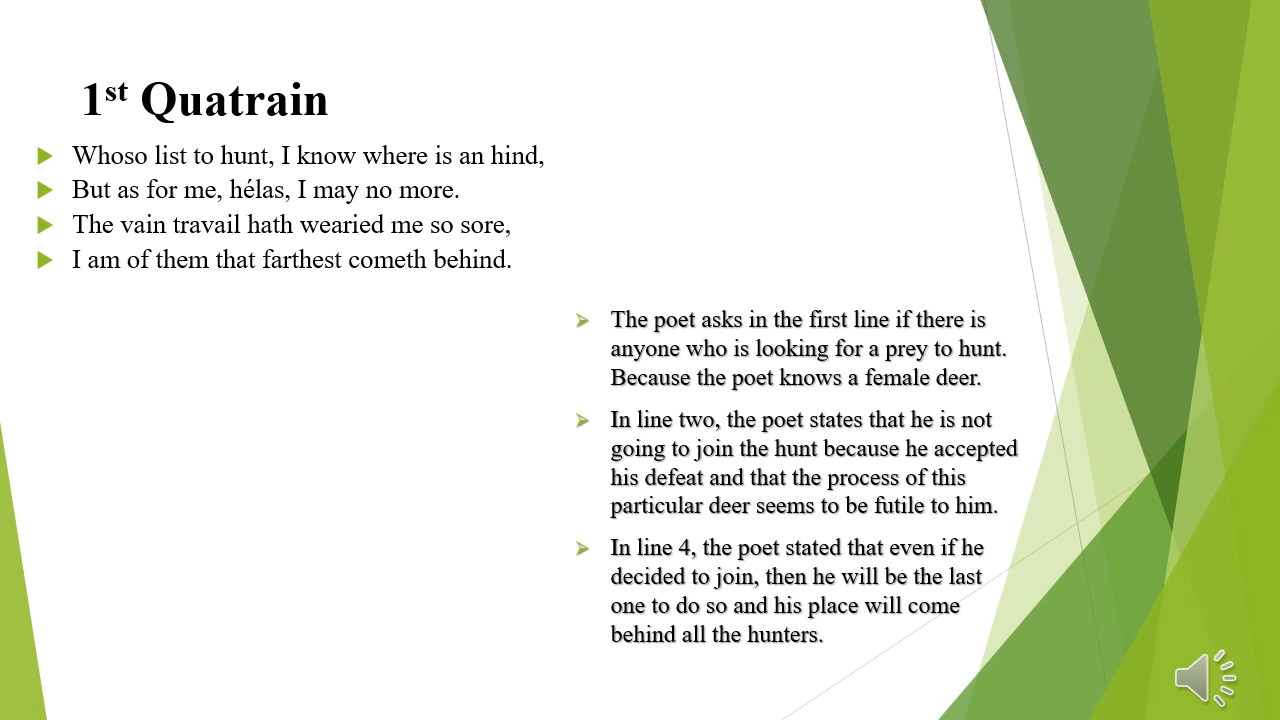 1st Quatrain
Whoso list to hunt, I know where is an hind,
But as for me, hélas, I may no more.
The vain travail hath wearied me so sore,
I am of them that farthest cometh behind.
The poet asks in the first line if there is
anyone who is looking for a prey to hunt.
Because the poet knows a female deer.
In line two, the poet states that he is not
going to join the hunt because he accepted
his defeat and that the process of this
particular deer seems to be futile to him.
In line 4, the poet stated that even if he
decided to join, then he will be the last
one to do so and his place will come
behind all the hunters.